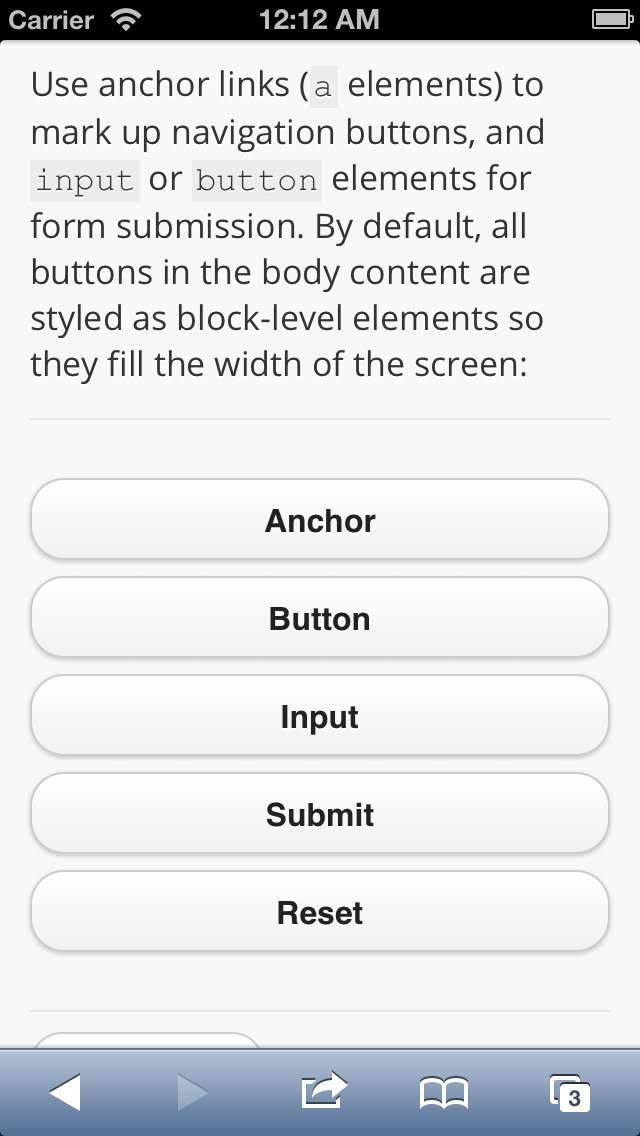 Carrier 12:12 AM
Use anchor links (a elements) to
mark up navigation buttons, and
input or button elements for
form submission. By default, all
buttons in the body content are
styled as block-level elements so
they fill the width of the screen:
Anchor
Button
Input
Submit
Reset
3